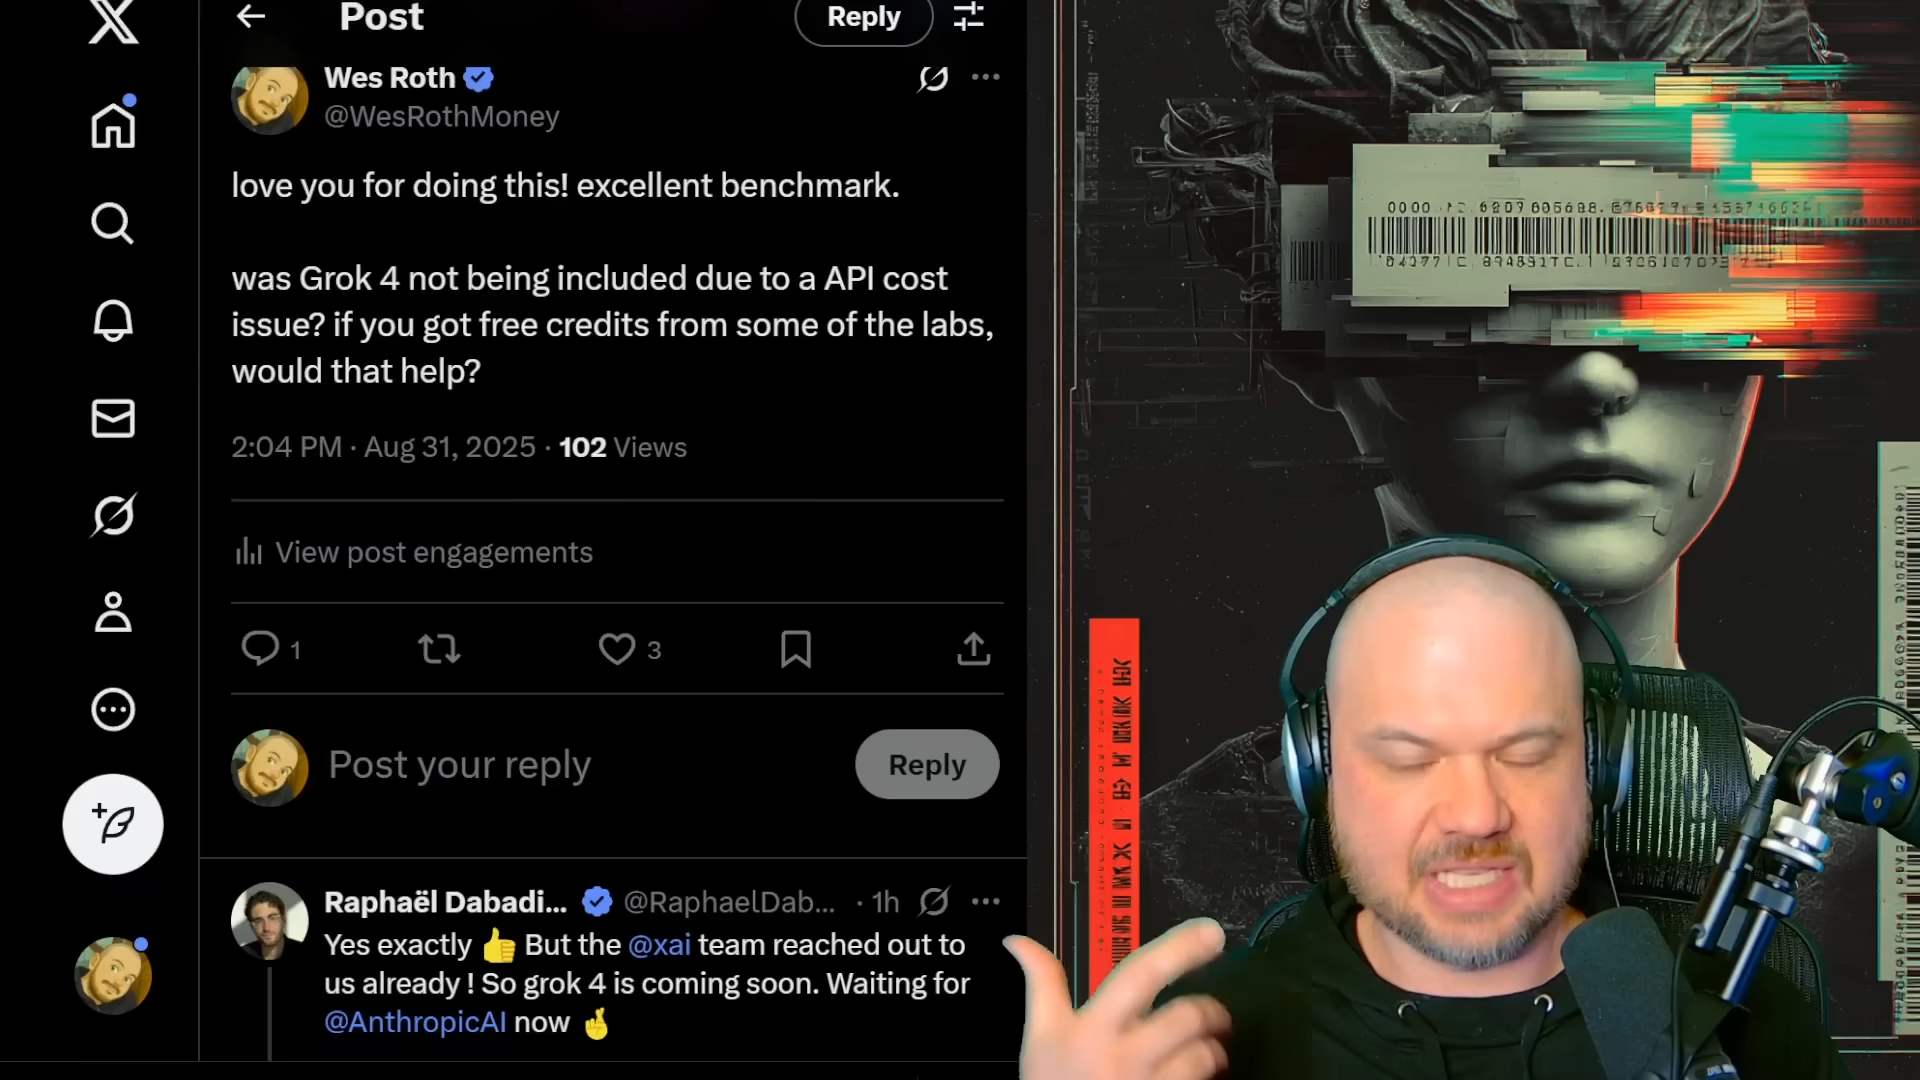 Post
Reply
Wes Roth
@WesRothMoney
love you for doing this! excellent benchmark.
was Grok 4 not being included due to a API cost
issue? if you got free credits from some of the labs,
would that help?
2:04 PM · Aug 31, 2025 · 102 Views
View post engagements
1
3
Post your reply
Reply
Raphaël Dabadi... @RaphaelDab... · 1h
Yes exactly 👍 But the @xai team reached out to
us already ! So grok 4 is coming soon. Waiting for
@AnthropicAI now 🤞